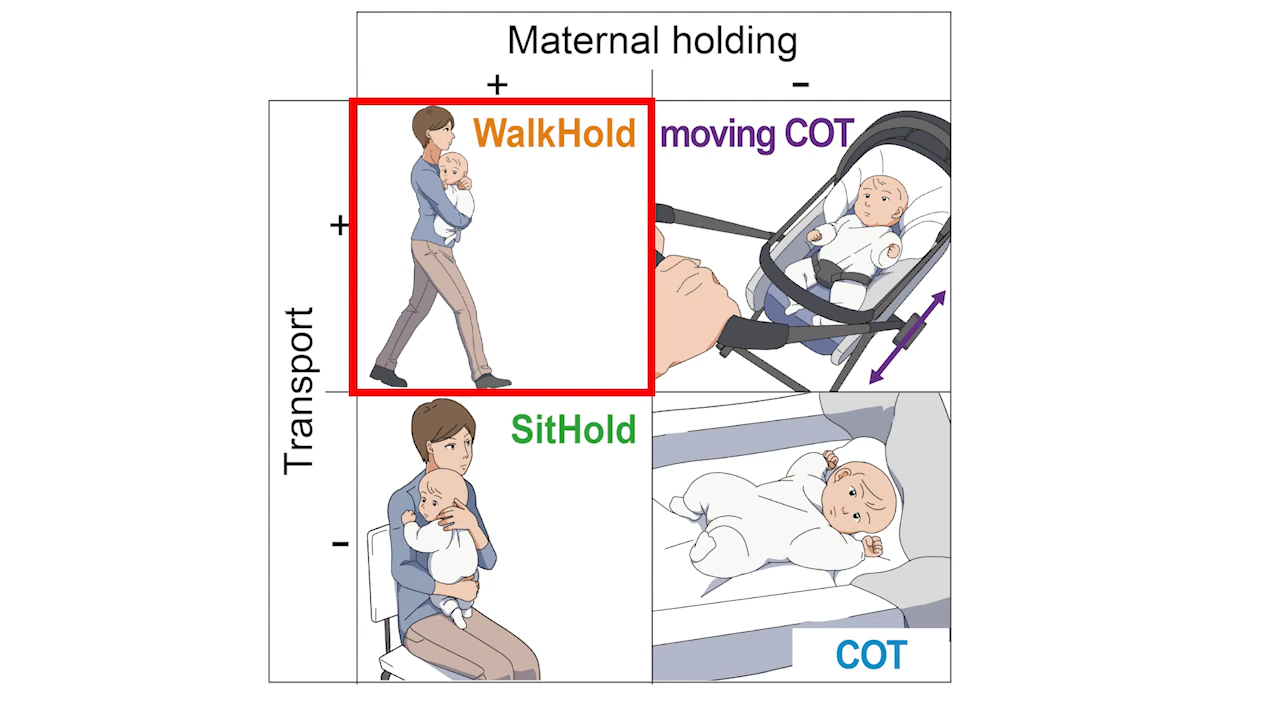 Maternal holding
+ -
Transport
+
WalkHold
moving COT
-
SitHold
COT